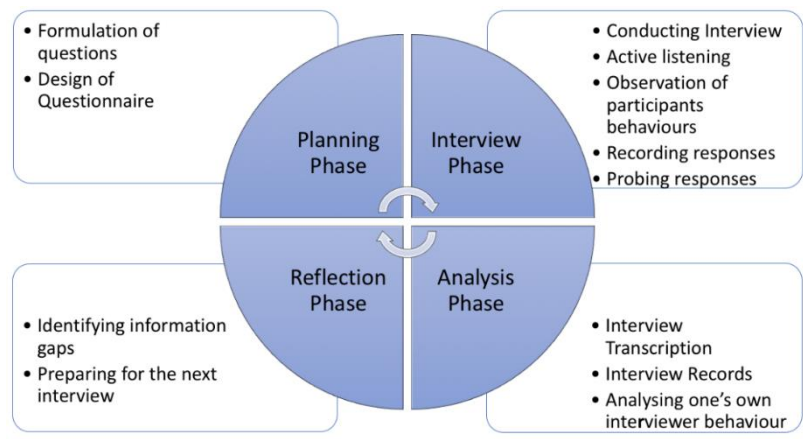 • Formulation of
questions
• Design of
Questionnaire
Planning
Phase
Interview
Phase
• Conducting Interview
• Active listening
• Observation of
participants
behaviours
• Recording responses
• Probing responses
Reflection
Phase
Analysis
Phase
• Identifying information
gaps
• Preparing for the next
interview
• Interview
Transcription
• Interview Records
• Analysing one's own
interviewer behaviour